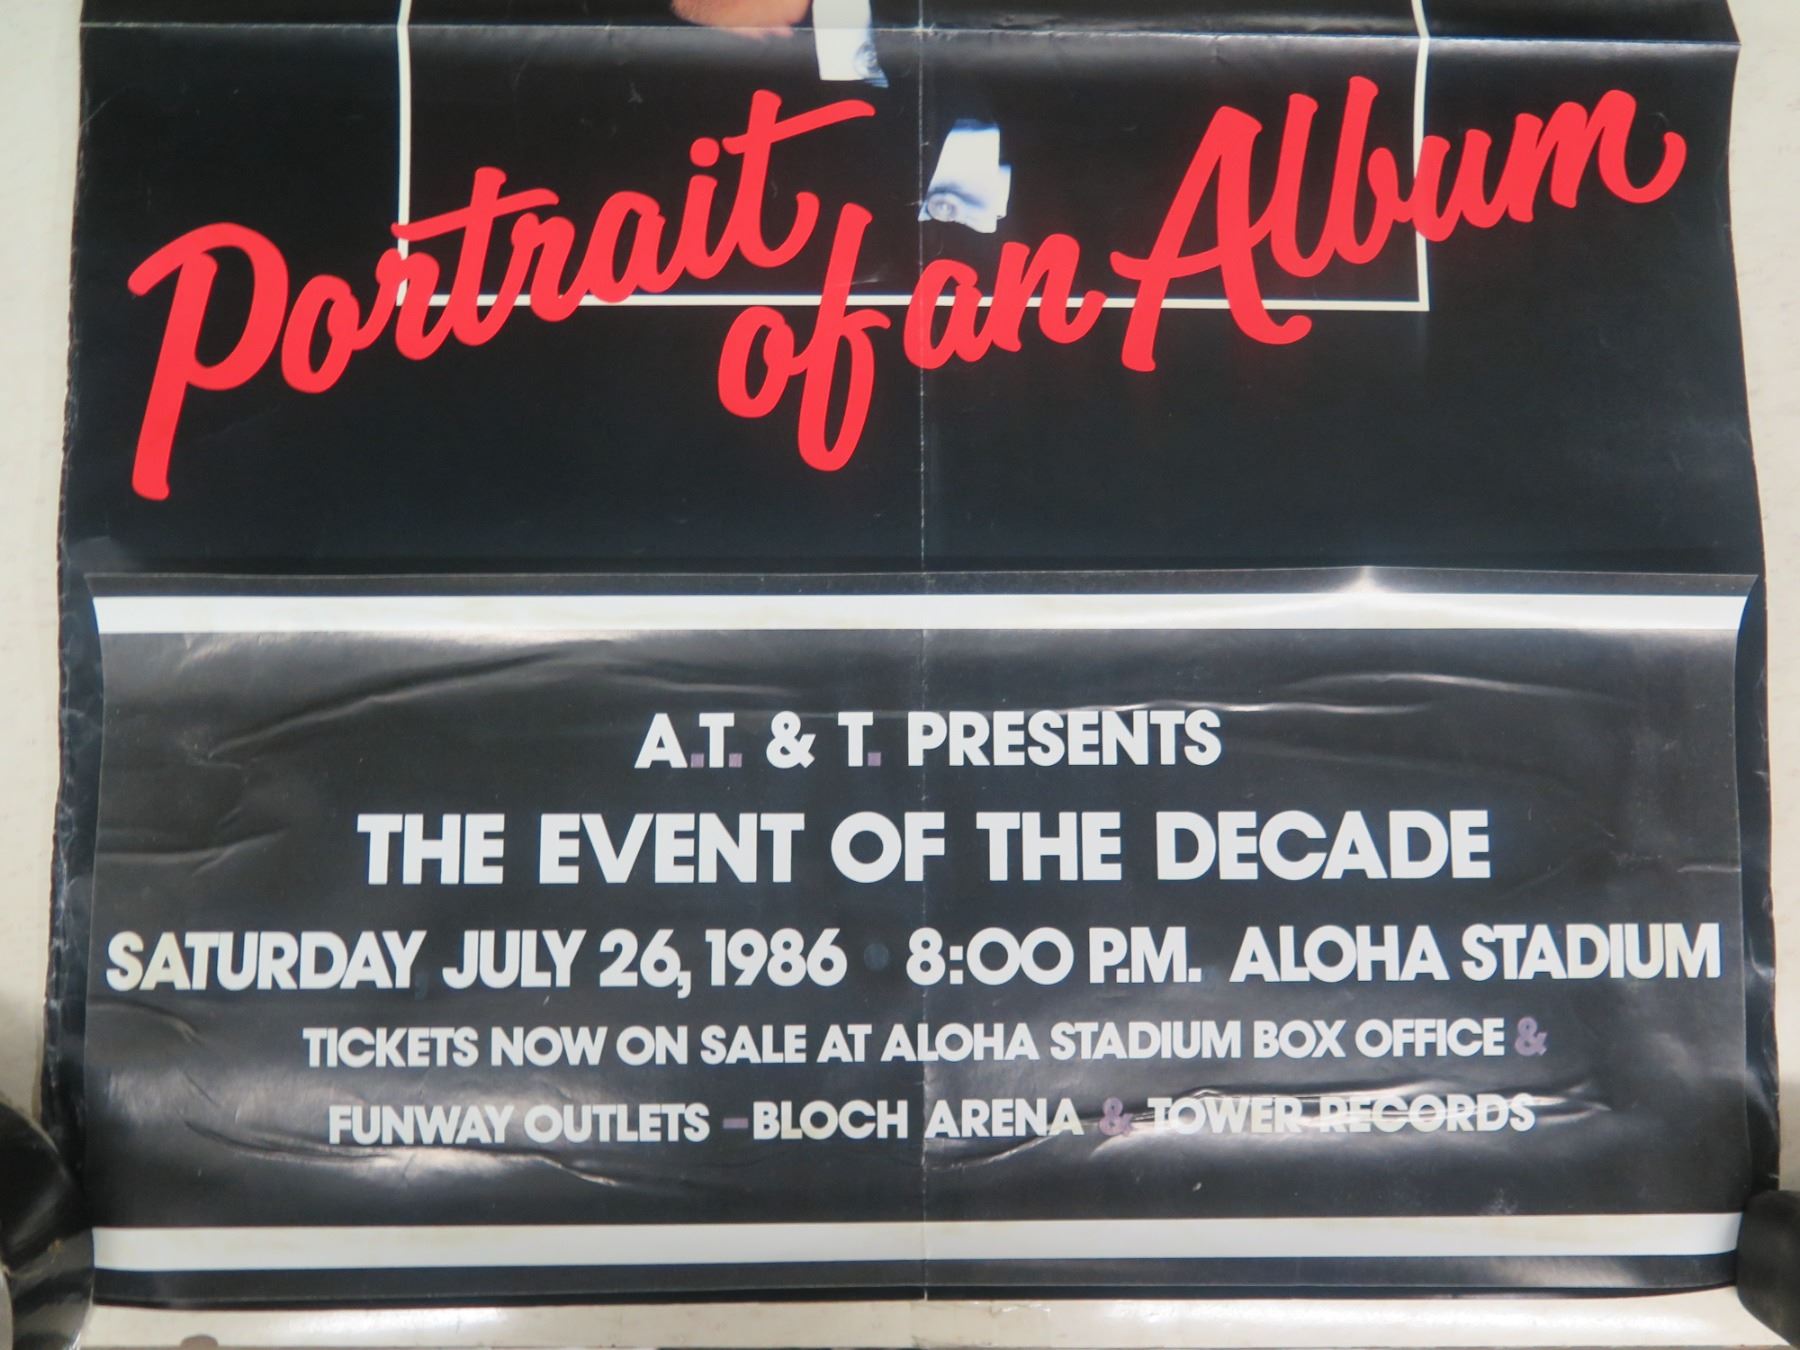 Portrait of an Album
A.T. & T. PRESENTS
THE EVENT OF THE DECADE
SATURDAY, JULY 26, 1986 • 8:00 P.M. ALOHA STADIUM
TICKETS NOW ON SALE AT ALOHA STADIUM BOX OFFICE &
FUNWAY OUTLETS - BLOCH ARENA & TOWER RECORDS